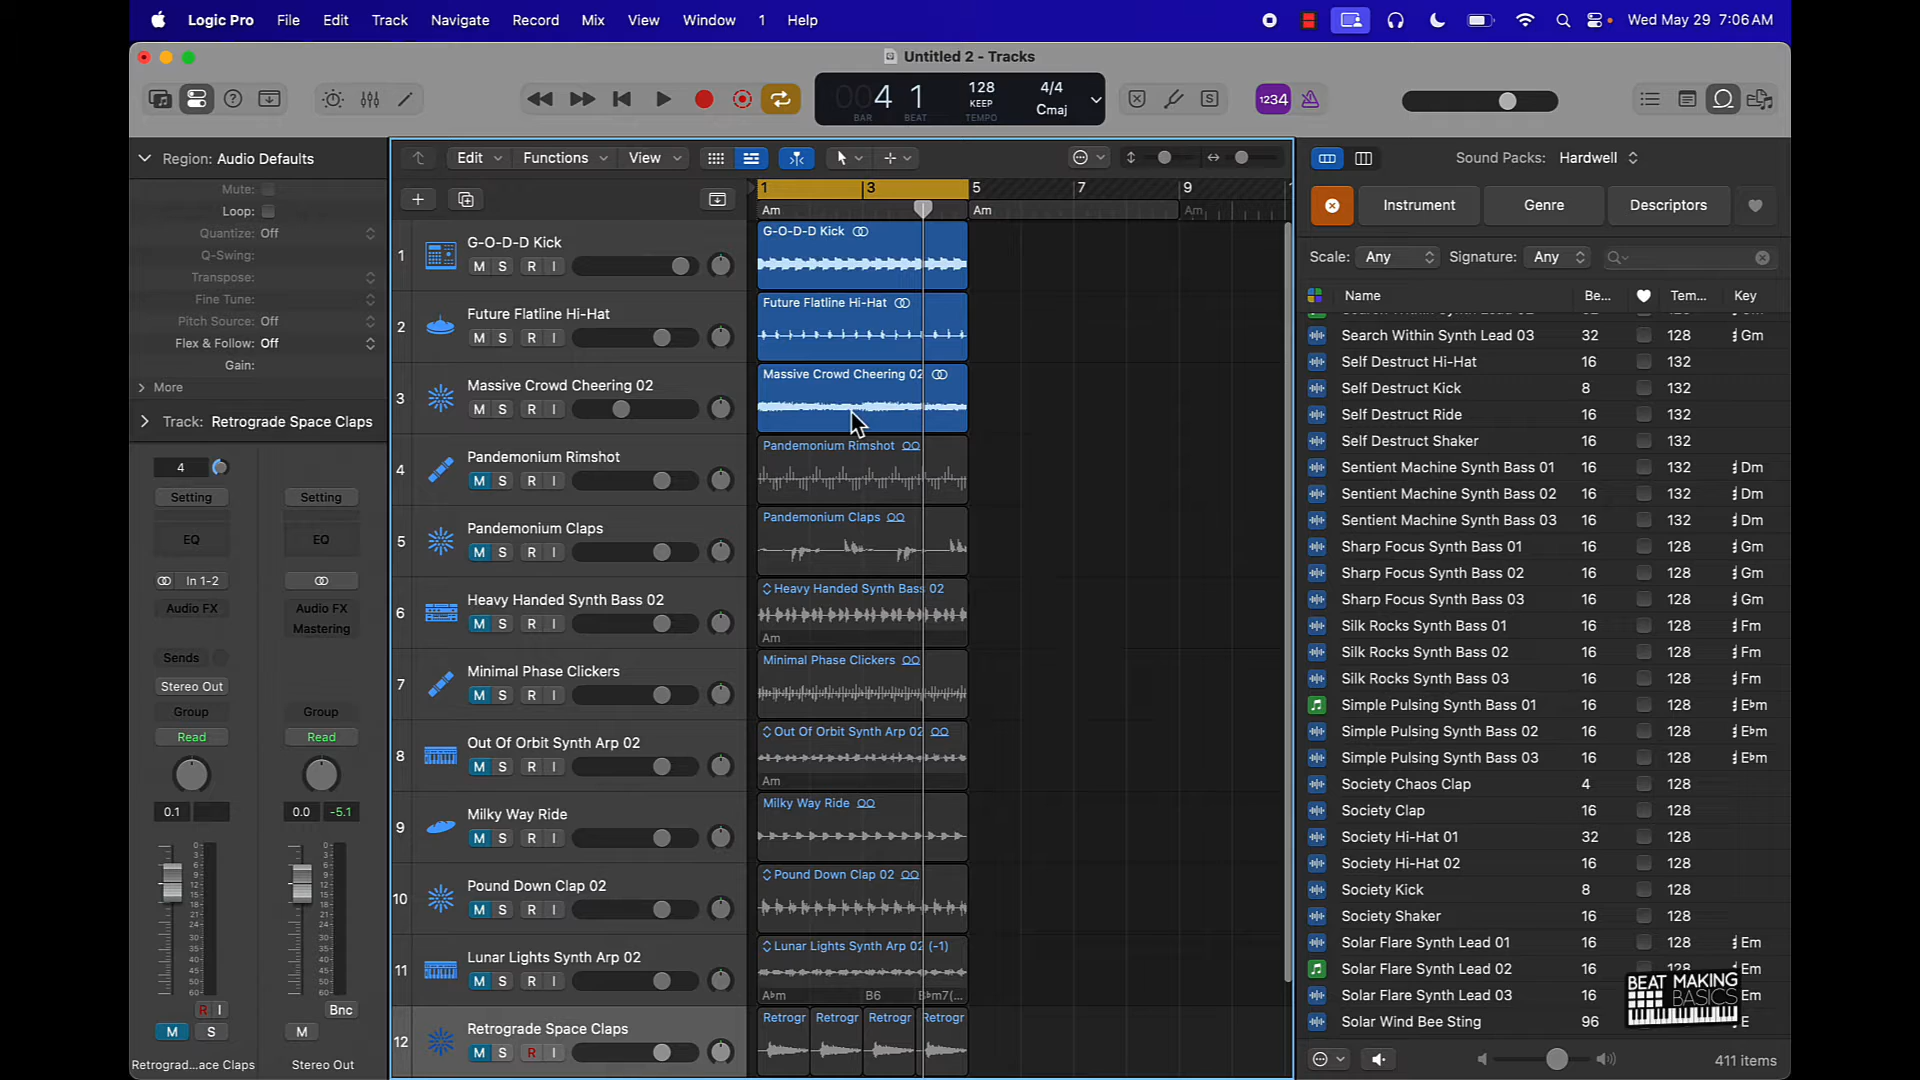 Logic Pro File Edit Track Navigate Record Mix View Window 1 Help
Wed May 29 7:06 AM
Untitled 2 - Tracks
4 1
BAR BEAT
128
KEEP
TEMPO
4/4
Cmaj
1234
Region: Audio Defaults
Mute:
Loop:
Quantize: Off
Q-Swing:
Transpose:
Fine Tune:
Pitch Source: Off
Flex & Follow: Off
Gain:
More
Track: Retrograde Space Claps
4
Setting Setting
EQ EQ
In 1-2
Audio FX Audio FX
Mastering
Sends
Stereo Out
Group Group
Read Read
0.1 0.0 -5.1
R I Bnc
M S M
Retrograd...ace Claps Stereo Out
Edit Functions View
1 3 5 7 9
Am Am Am
1 G-O-D-D Kick
M S R I
2 Future Flatline Hi-Hat
M S R I
3 Massive Crowd Cheering 02
M S R I
4 Pandemonium Rimshot
M S R I
5 Pandemonium Claps
M S R I
6 Heavy Handed Synth Bass 02
M S R I
7 Minimal Phase Clickers
M S R I
8 Out Of Orbit Synth Arp 02
M S R I
9 Milky Way Ride
M S R I
10 Pound Down Clap 02
M S R I
11 Lunar Lights Synth Arp 02
M S R I
12 Retrograde Space Claps
M S R I
G-O-D-D Kick
Future Flatline Hi-Hat
Massive Crowd Cheering 02
Pandemonium Rimshot
Pandemonium Claps
Heavy Handed Synth Bass 02
Am
Minimal Phase Clickers
Out Of Orbit Synth Arp 02
Am
Milky Way Ride
Pound Down Clap 02
Lunar Lights Synth Arp 02 (-1)
A♭m B6 E♭m7(...
Retrogr Retrogr Retrogr Retrogr
Sound Packs: Hardwell
Instrument Genre Descriptors
Scale: Any Signature: Any
Name Be... Tem... Key
Search Within Synth Lead 03 32 128 Gm
Self Destruct Hi-Hat 16 132
Self Destruct Kick 8 132
Self Destruct Ride 16 132
Self Destruct Shaker 16 132
Sentient Machine Synth Bass 01 16 132 Dm
Sentient Machine Synth Bass 02 16 132 Dm
Sentient Machine Synth Bass 03 16 132 Dm
Sharp Focus Synth Bass 01 16 128 Gm
Sharp Focus Synth Bass 02 16 128 Gm
Sharp Focus Synth Bass 03 16 128 Gm
Silk Rocks Synth Bass 01 16 128 Fm
Silk Rocks Synth Bass 02 16 128 Fm
Silk Rocks Synth Bass 03 16 128 Fm
Simple Pulsing Synth Bass 01 16 128 E♭m
Simple Pulsing Synth Bass 02 16 128 E♭m
Simple Pulsing Synth Bass 03 16 128 E♭m
Society Chaos Clap 4 128
Society Clap 16 128
Society Hi-Hat 01 32 128
Society Hi-Hat 02 16 128
Society Kick 8 128
Society Shaker 16 128
Solar Flare Synth Lead 01 16 128 Em
Solar Flare Synth Lead 02 16 128 Em
Solar Flare Synth Lead 03 16 Em
Solar Wind Bee Sting 96 E
BEAT MAKING
BASICS
411 items